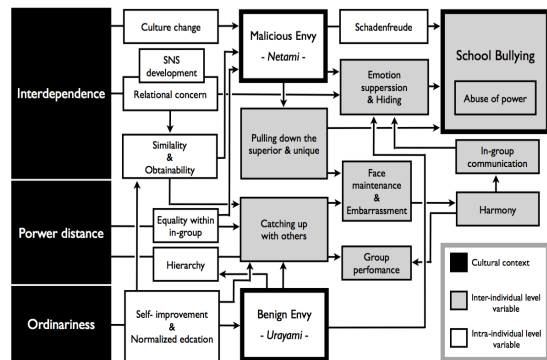 Culture change
Malicious Envy
- Netami -
Schadenfreude
School Bullying
Abuse of power
SNS
development
Interdependence
Relational concern
Emotion
supperssion
& Hiding
Similality
&
Obtainability
Pulling down the
superior & unique
In-group
communication
Face
maintenance
&
Embarrassment
Porwer distance
Equality within
in-group
Catching up
with others
Harmony
Hierarchy
Group
perfomance
Cultural context
Inter-individual level
variable
Intra-individual level
variable
Ordinariness
Self- improvement
&
Normalized edcation
Benign Envy
- Urayami -